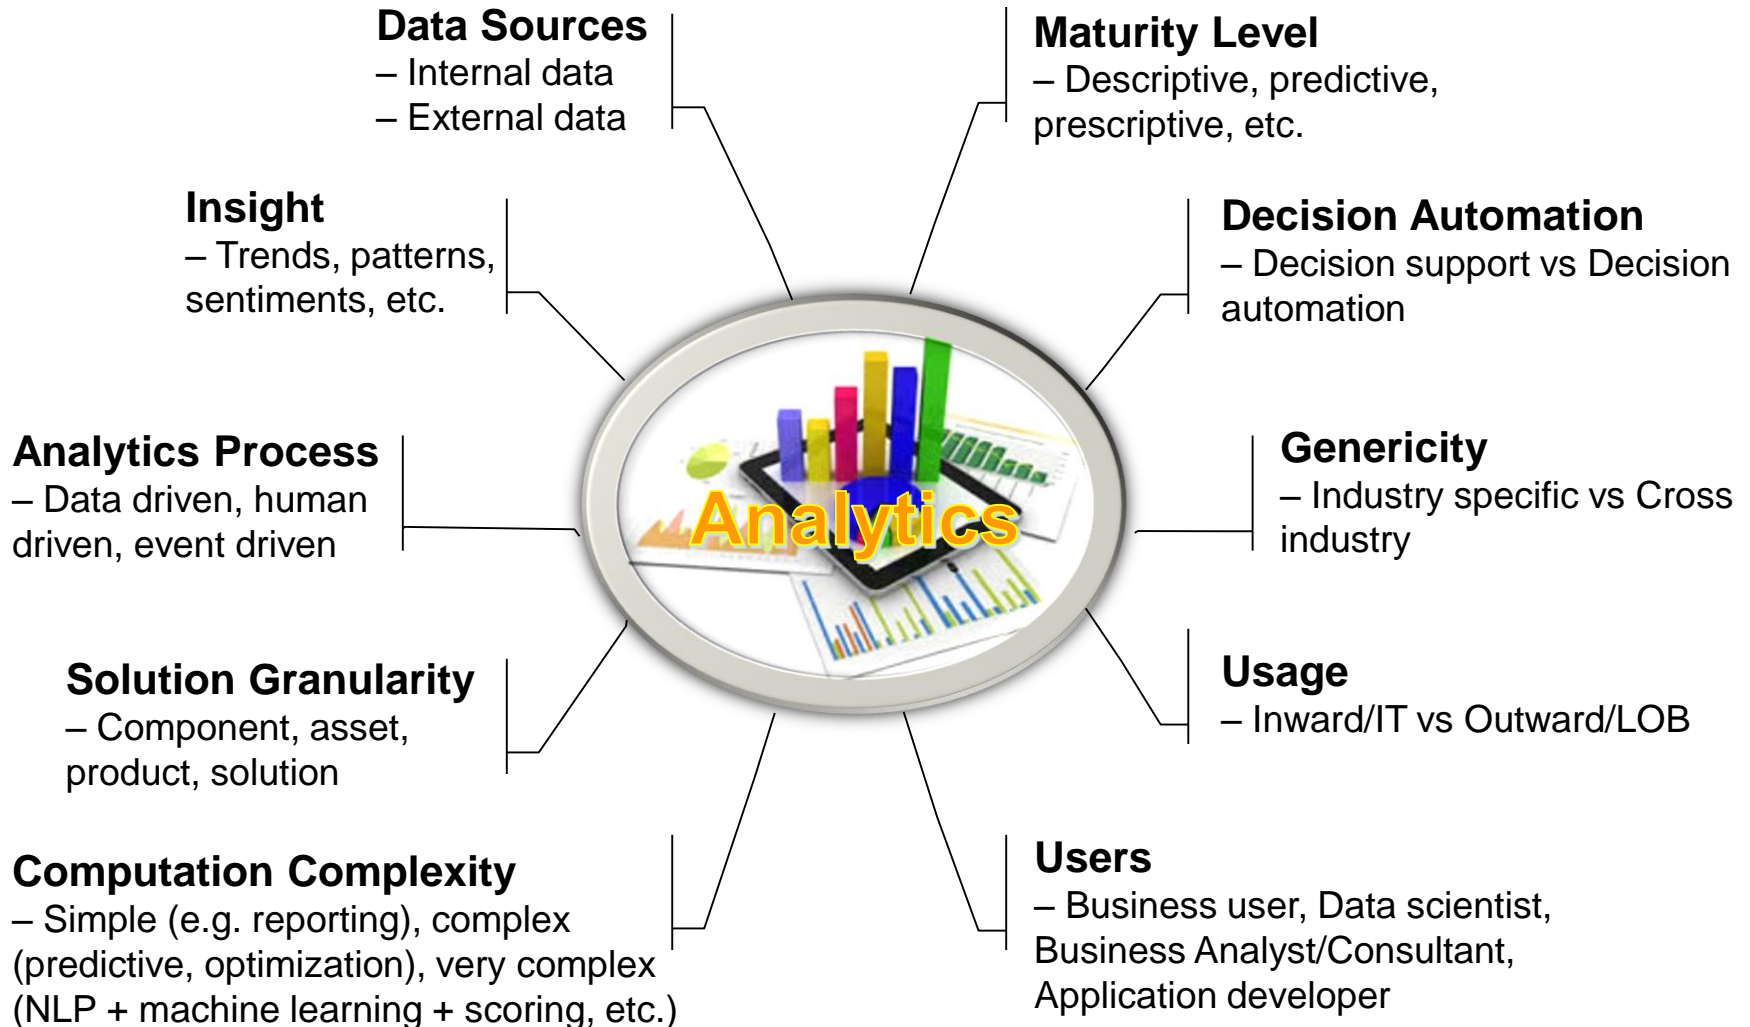 Data Sources
– Internal data
– External data
Maturity Level
– Descriptive, predictive,
prescriptive, etc.
Insight
– Trends, patterns,
sentiments, etc.
Decision Automation
– Decision support vs Decision
automation
Analytics Process
– Data driven, human
driven, event driven
Analytics
Genericity
– Industry specific vs Cross
industry
Solution Granularity
– Component, asset,
product, solution
Usage
– Inward/IT vs Outward/LOB
Computation Complexity
– Simple (e.g. reporting), complex
(predictive, optimization), very complex
(NLP + machine learning + scoring, etc.)
Users
– Business user, Data scientist,
Business Analyst/Consultant,
Application developer